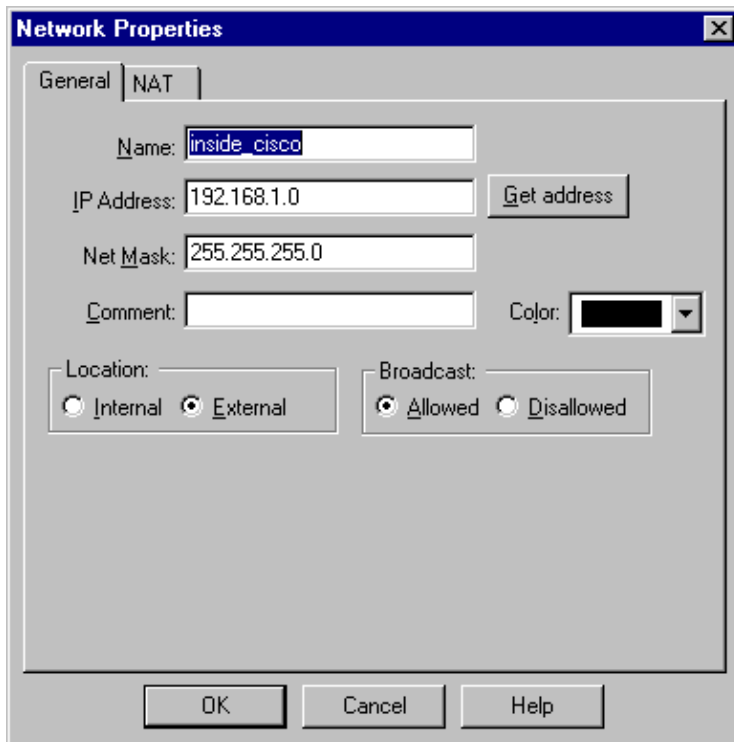 Network Properties
General NAT
Name: inside_cisco
IP Address: 192.168.1.0 Get address
Net Mask: 255.255.255.0
Comment: Color:
Location: Broadcast:
Internal External Allowed Disallowed
OK Cancel Help